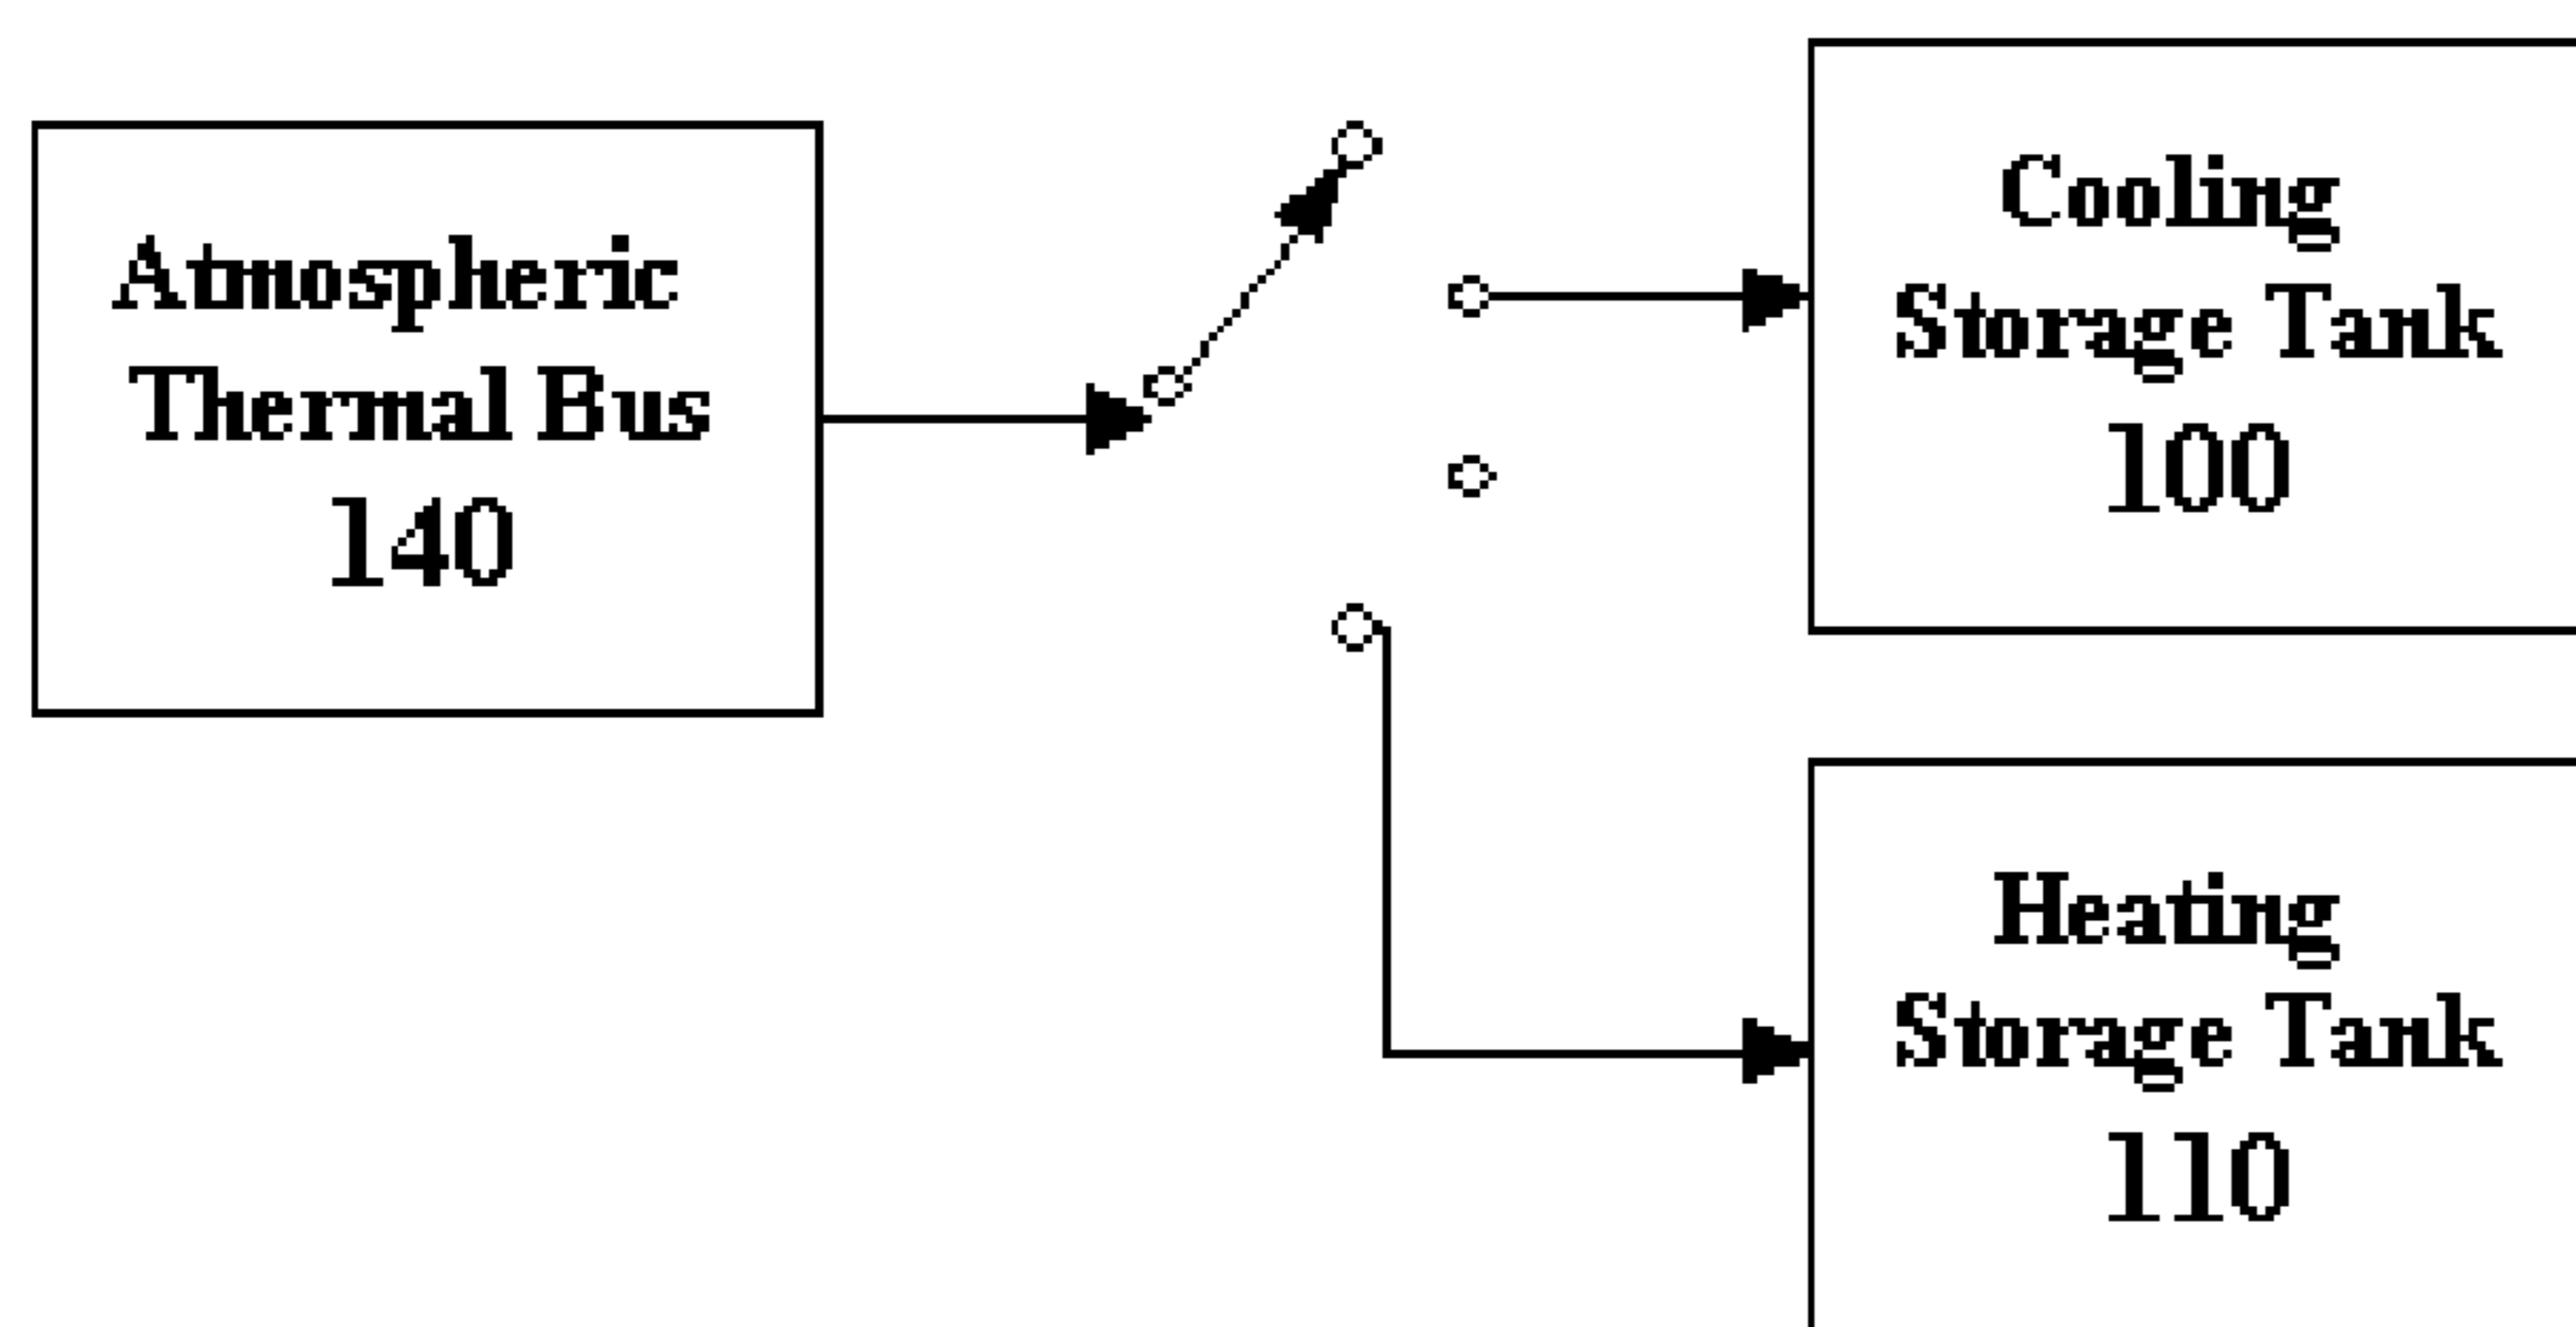 Atmospheric
Thermal Bus
140
Cooling
Storage Tank
100
Heating
Storage Tank
110